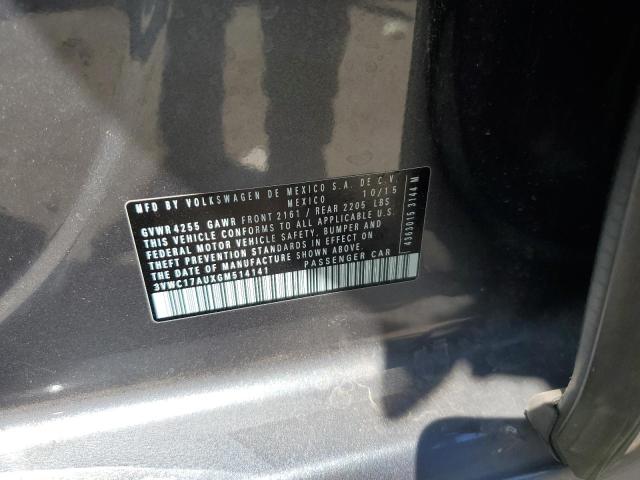 MFD BY VOLKSWAGEN DE MEXICO S.A. DE C.V.
MEXICO 10/15
GVWR 4255 GAWR FRONT 2161 / REAR 2205 LBS
THIS VEHICLE CONFORMS TO ALL APPLICABLE U.S.
FEDERAL MOTOR VEHICLE SAFETY, BUMPER AND
THEFT PREVENTION STANDARDS IN EFFECT ON
THE DATE OF MANUFACTURE SHOWN ABOVE.
3VWC17AUXGM514141 PASSENGER CAR
4363015 3144 M